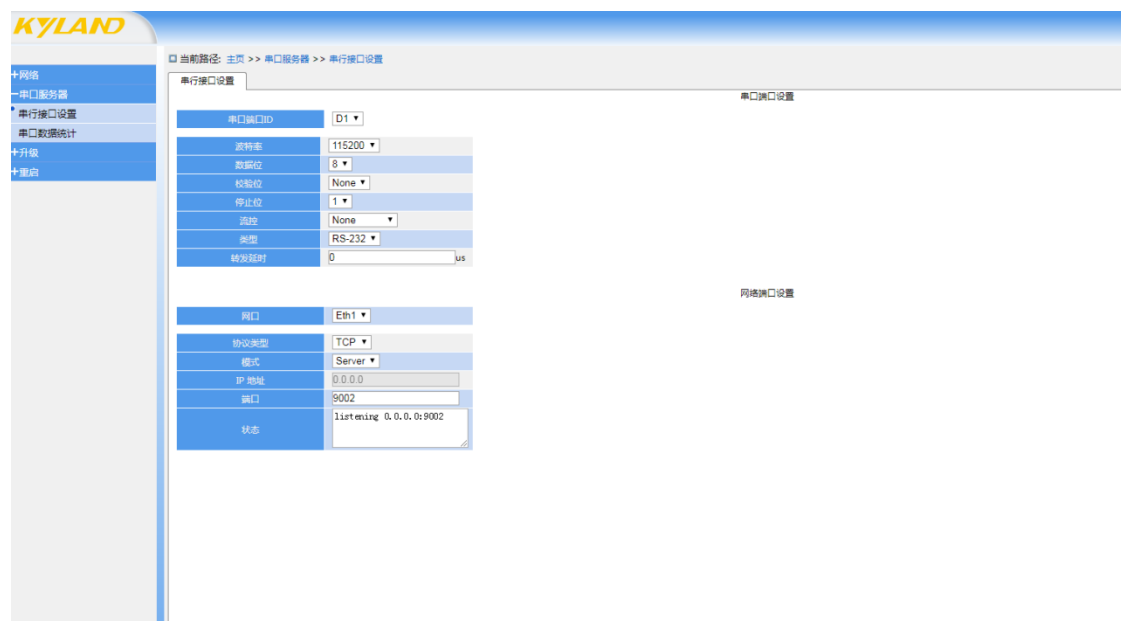 KYLAND
当前路径: 主页 >> 串口服务器 >> 串行接口设置
+网络
−串口服务器
串行接口设置
串口数据统计
+升级
+重启
串行接口设置
串口端口设置
串口端口ID D1
波特率 115200
数据位 8
校验位 None
停止位 1
流控 None
类型 RS-232
转发延时 0 us
网络端口设置
网口 Eth1
协议类型 TCP
模式 Server
IP 地址 0.0.0.0
端口 9002
状态 listening 0.0.0.0:9002